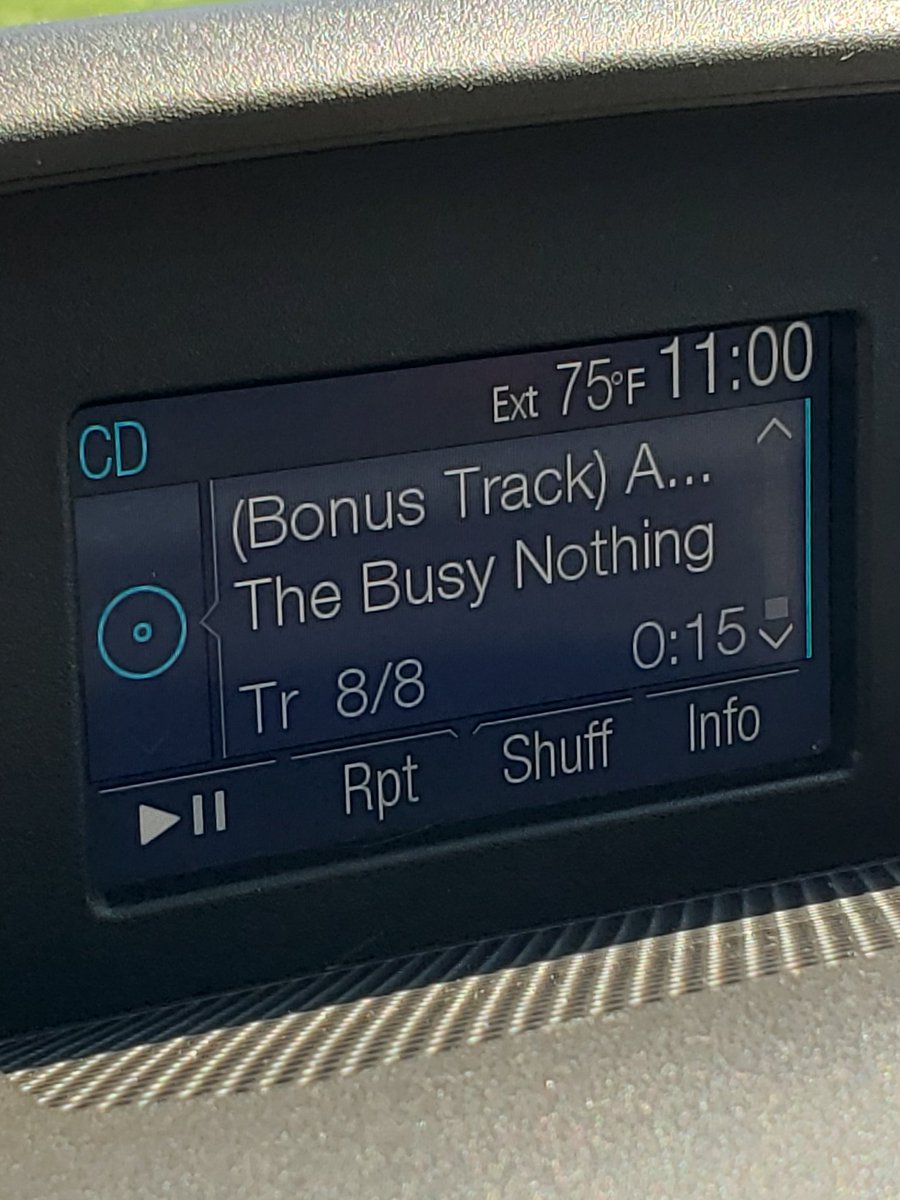 CD
Ext 75°F 11:00
(Bonus Track) A...
The Busy Nothing
Tr 8/8 0:15
Rpt Shuff Info